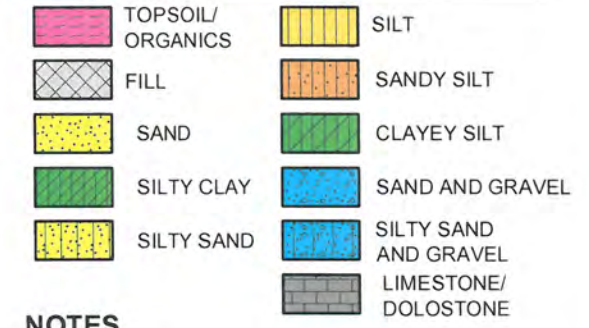 TOPSOIL/
ORGANICS
FILL
SAND
SILTY CLAY
SILTY SAND
SILT
SANDY SILT
CLAYEY SILT
SAND AND GRAVEL
SILTY SAND
AND GRAVEL
LIMESTONE/
DOLOSTONE
NOTES